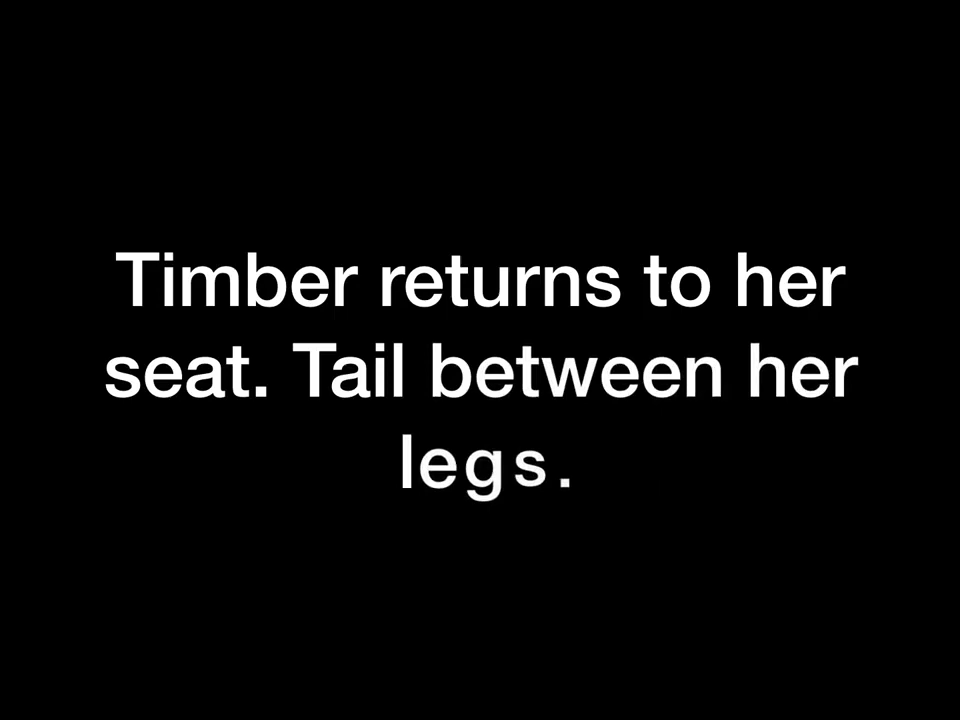 Timber returns to her
seat. Tail between her
legs.